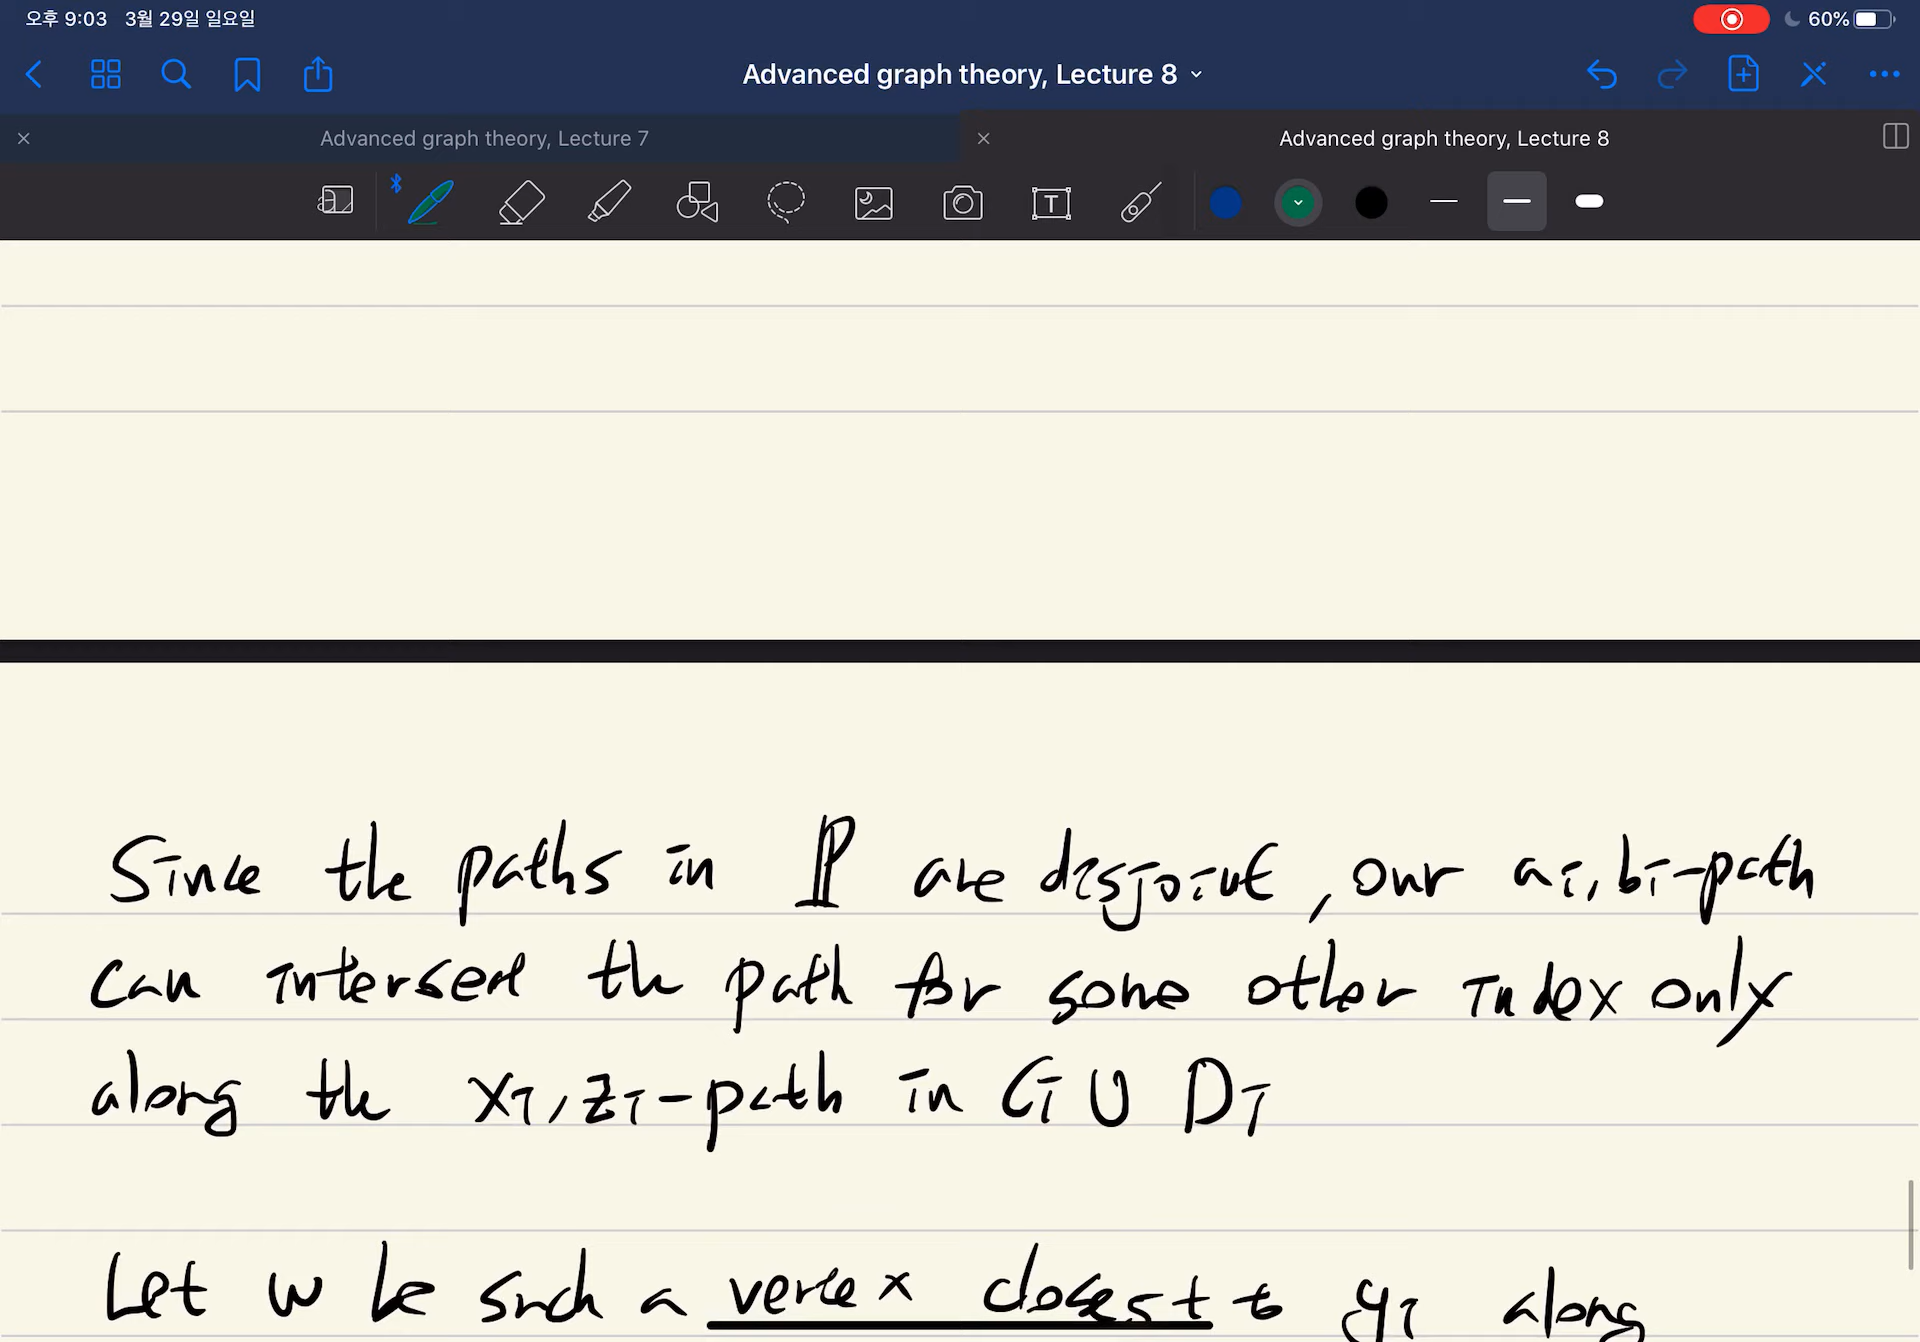 오후 9:03 3월 29일 일요일
60%
Advanced graph theory, Lecture 8
Advanced graph theory, Lecture 7
Advanced graph theory, Lecture 8
T
Since the paths in ℙ are disjoint, our ai, bi-path
can intersect the path for some other index only
along the xi, zi-path in Ci ∪ Di
Let w be such a vertex closest to yi along